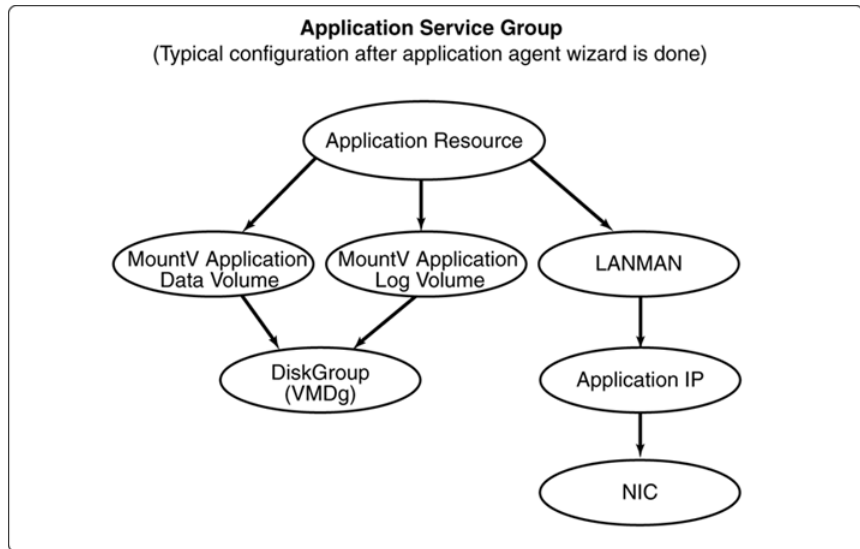 Application Service Group
(Typical configuration after application agent wizard is done)
Application Resource
MountV Application
Data Volume
MountV Application
Log Volume
LANMAN
DiskGroup
(VMDg)
Application IP
NIC